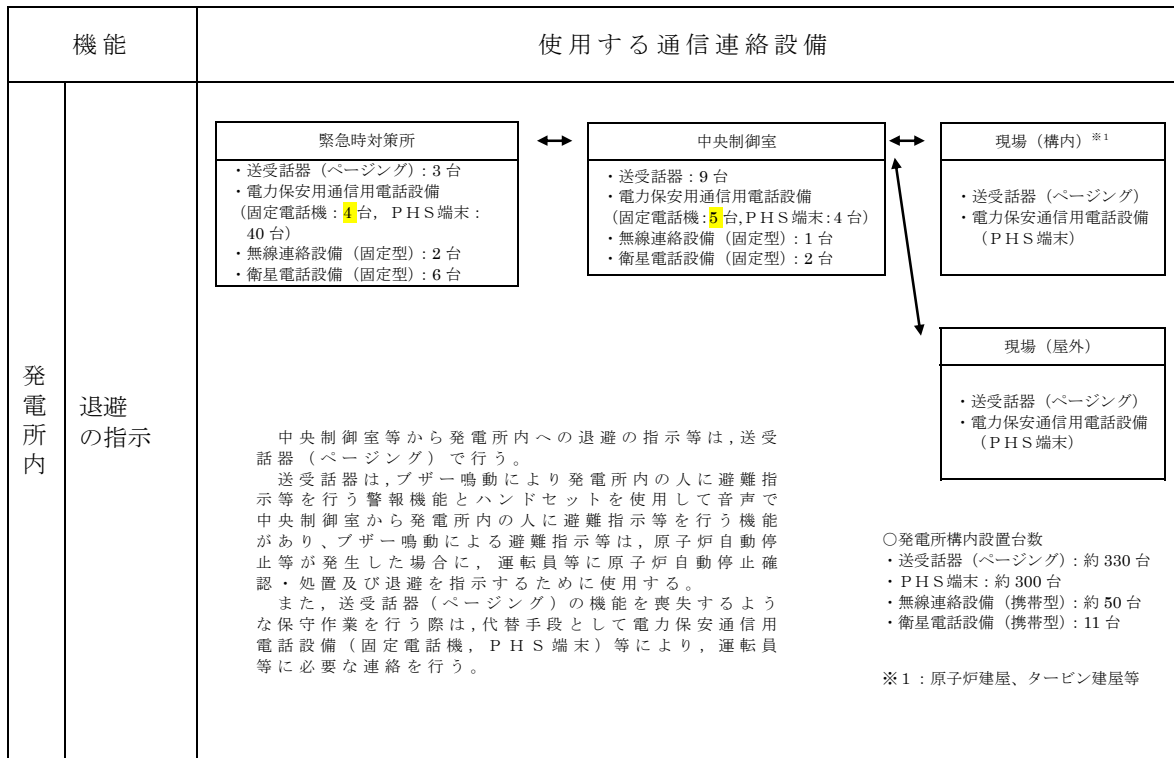 機能
使用する通信連絡設備
発電所内
退避
の指示
緊急時対策所
・送受話器（ページング）：3 台
・電力保安用通信用電話設備
（固定電話機：4 台，ＰＨＳ端末：
40 台）
・無線連絡設備（固定型）：2 台
・衛星電話設備（固定型）：6 台
中央制御室
・送受話器：9 台
・電力保安用通信用電話設備
（固定電話機：5 台,ＰＨＳ端末：4 台）
・無線連絡設備（固定型）：1 台
・衛星電話設備（固定型）：2 台
現場（構内）※1
・送受話器（ページング）
・電力保安通信用電話設備
（ＰＨＳ端末）
現場（屋外）
・送受話器（ページング）
・電力保安通信用電話設備
（ＰＨＳ端末）
中央制御室等から発電所内への退避の指示等は,送受
話器（ページング）で行う。
送受話器は,ブザー鳴動により発電所内の人に避難指
示等を行う警報機能とハンドセットを使用して音声で
中央制御室から発電所内の人に避難指示等を行う機能
があり、ブザー鳴動による避難指示等は，原子炉自動停
止等が発生した場合に，運転員等に原子炉自動停止確
認・処置及び退避を指示するために使用する。
また，送受話器（ページング）の機能を喪失するよう
な保守作業を行う際は,代替手段として電力保安通信用
電話設備（固定電話機，ＰＨＳ端末）等により，運転員
等に必要な連絡を行う。
○発電所構内設置台数
・送受話器（ページング）：約 330 台
・ＰＨＳ端末：約 300 台
・無線連絡設備（携帯型）：約 50 台
・衛星電話設備（携帯型）：11 台
※１：原子炉建屋、タービン建屋等